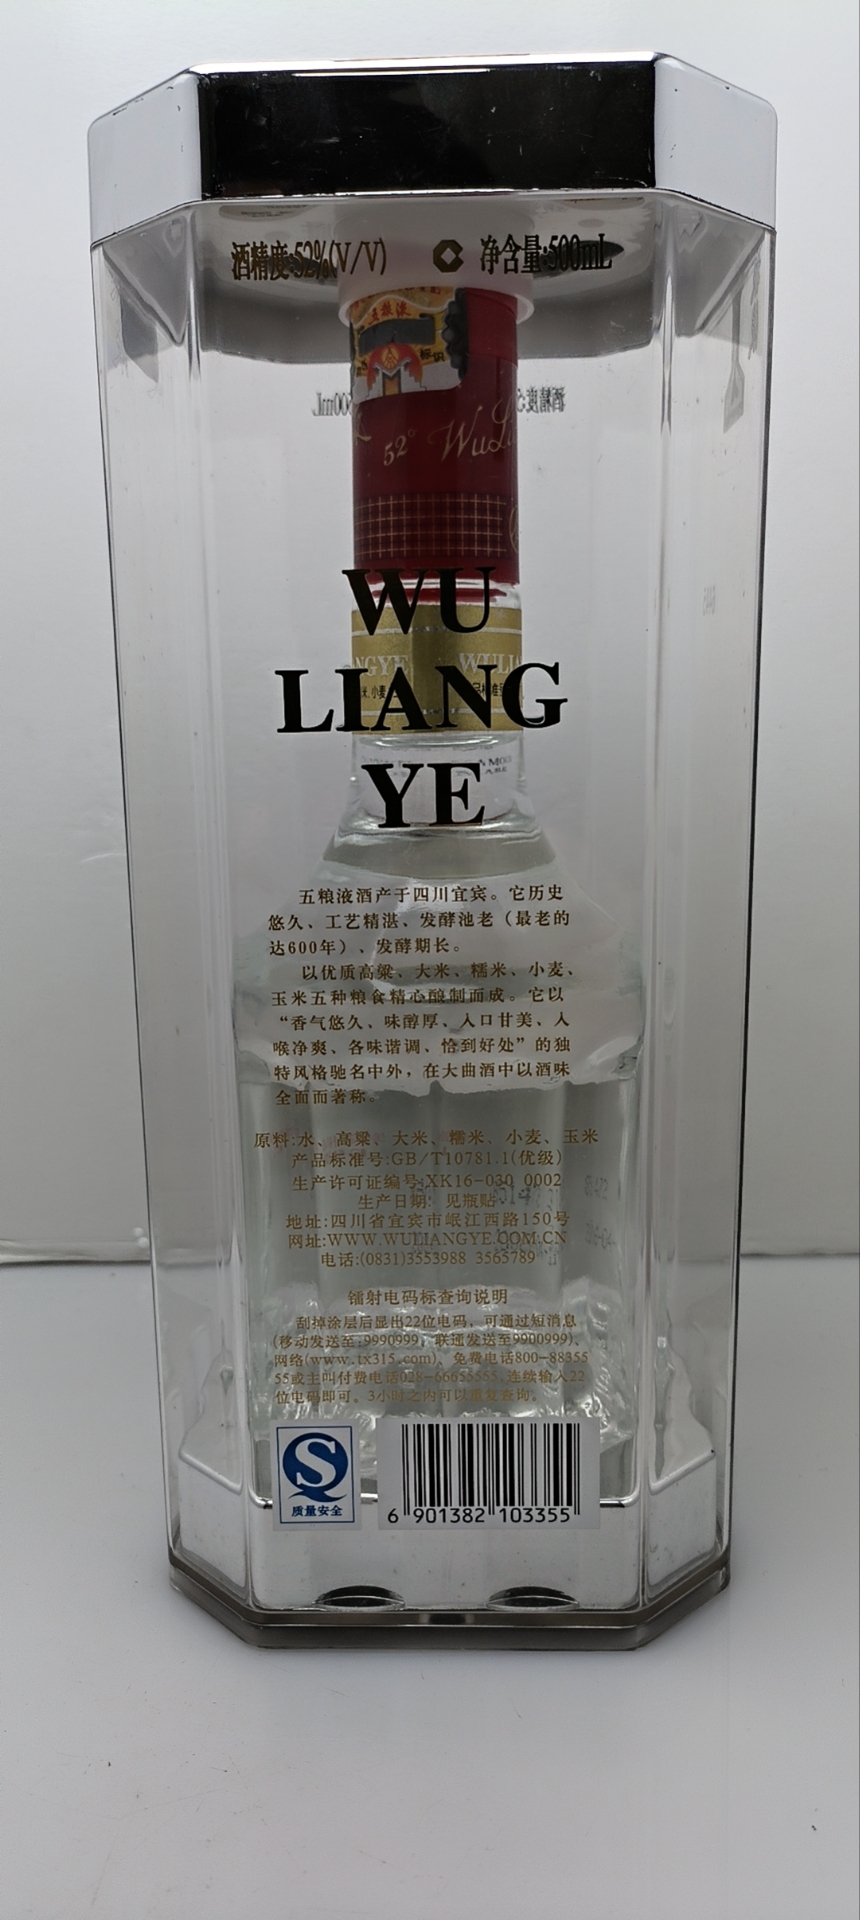 酒精度:52%(V/V) 净含量:500mL
52° WuLi
WU
LIANG
YE
五粮液酒产于四川宜宾。它历史
悠久、工艺精湛、发酵池老（最老的
达600年）、发酵期长。
以优质高粱、大米、糯米、小麦、
玉米五种粮食精心酿制而成。它以
“香气悠久、味醇厚、入口甘美、入
喉净爽、各味谐调、恰到好处”的独
特风格驰名中外，在大曲酒中以酒味
全面而著称。
原料:水、高粱、大米、糯米、小麦、玉米
产品标准号:GB/T10781.1(优级)
生产许可证编号:XK16-030 0002
生产日期: 见瓶贴
地址:四川省宜宾市岷江西路150号
网址:WWW.WULIANGYE.COM.CN
电话:(0831)3553988 3565789
镭射电码标查询说明
刮掉涂层后显出22位电码，可通过短消息
(移动发送至:9990999，联通发送至9900999)、
网络(www.tx315.com)、免费电话800-88355
55或主叫付费电话028-66655555,连续输入22
位电码即可。3小时之内可以重复查询。
质量安全
6 901382 103355